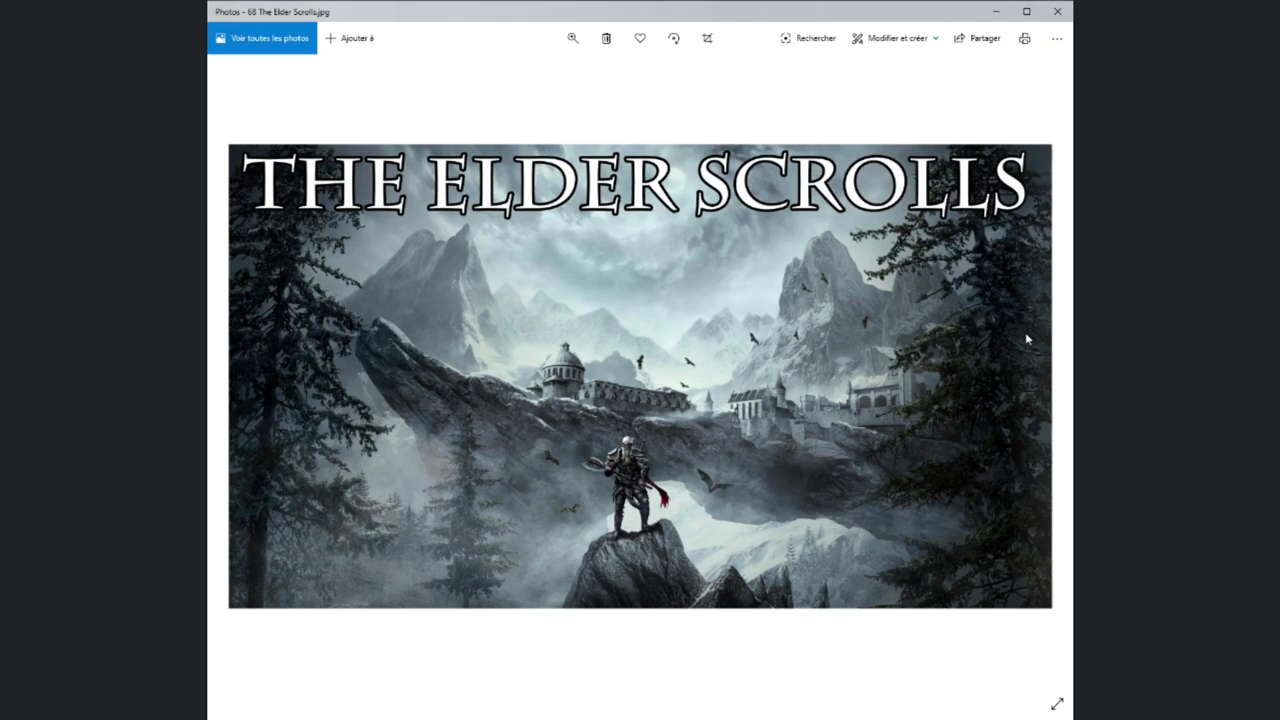 Photos - 68 The Elder Scrolls.jpg
Voir toutes les photos
Ajouter à
Rechercher
Modifier et créer
Partager
THE ELDER SCROLLS